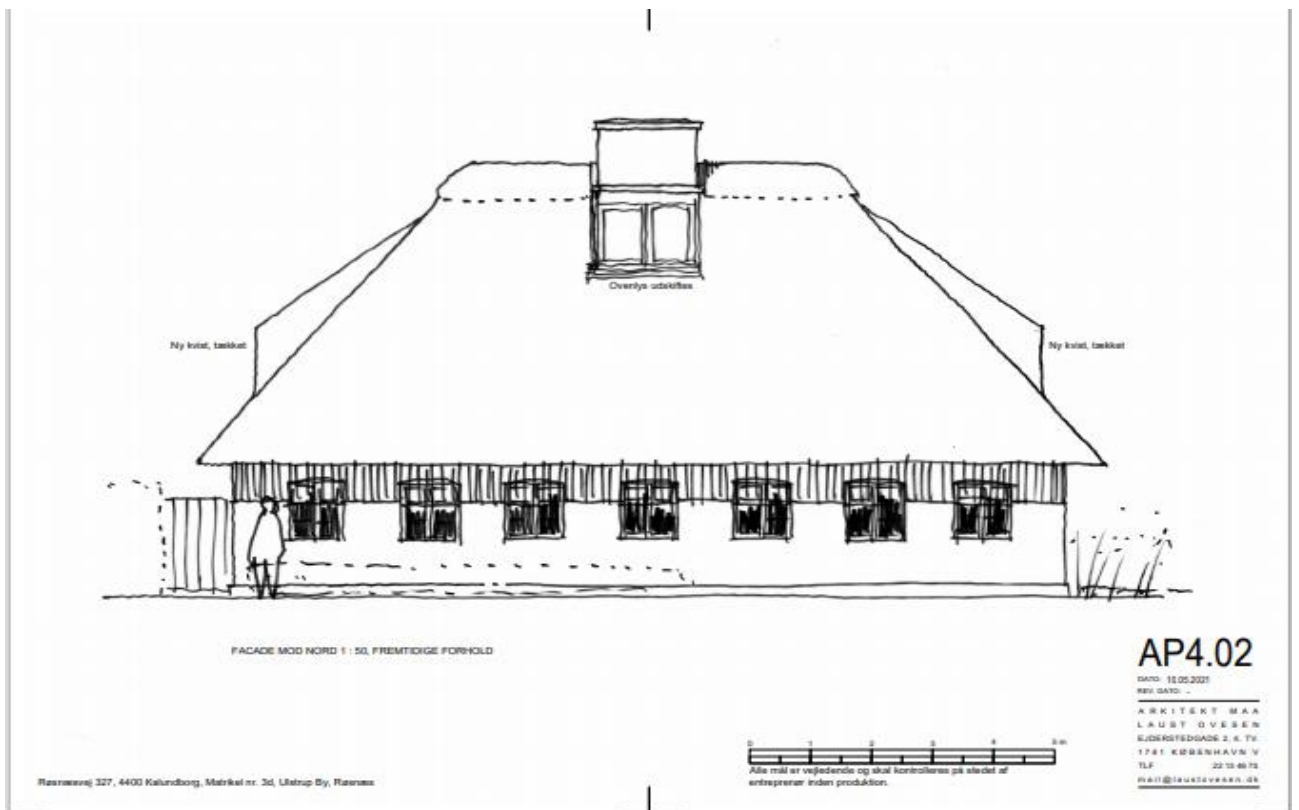 Ovenlys udskiftes
Ny kvist, tækket
Ny kvist, tækket
FACADE MOD NORD 1 : 50, FREMTIDIGE FORHOLD
AP4.02
DATO: 10.05.2021
REV. DATO: -
ARKITEKT MAA
LAUST OVESEN
EJDERSTEDGADE 2, 4. TV.
1741 KØBENHAVN V
TLF
mail@laustovesen.dk
0 1 2 3 4 5 m
Alle mål er vejledende og skal kontrolleres på stedet af
entreprenør inden produktion.
Røsnæsvej 327, 4400 Kalundborg, Matrikel nr. 3d, Ulstrup By, Røsnæs